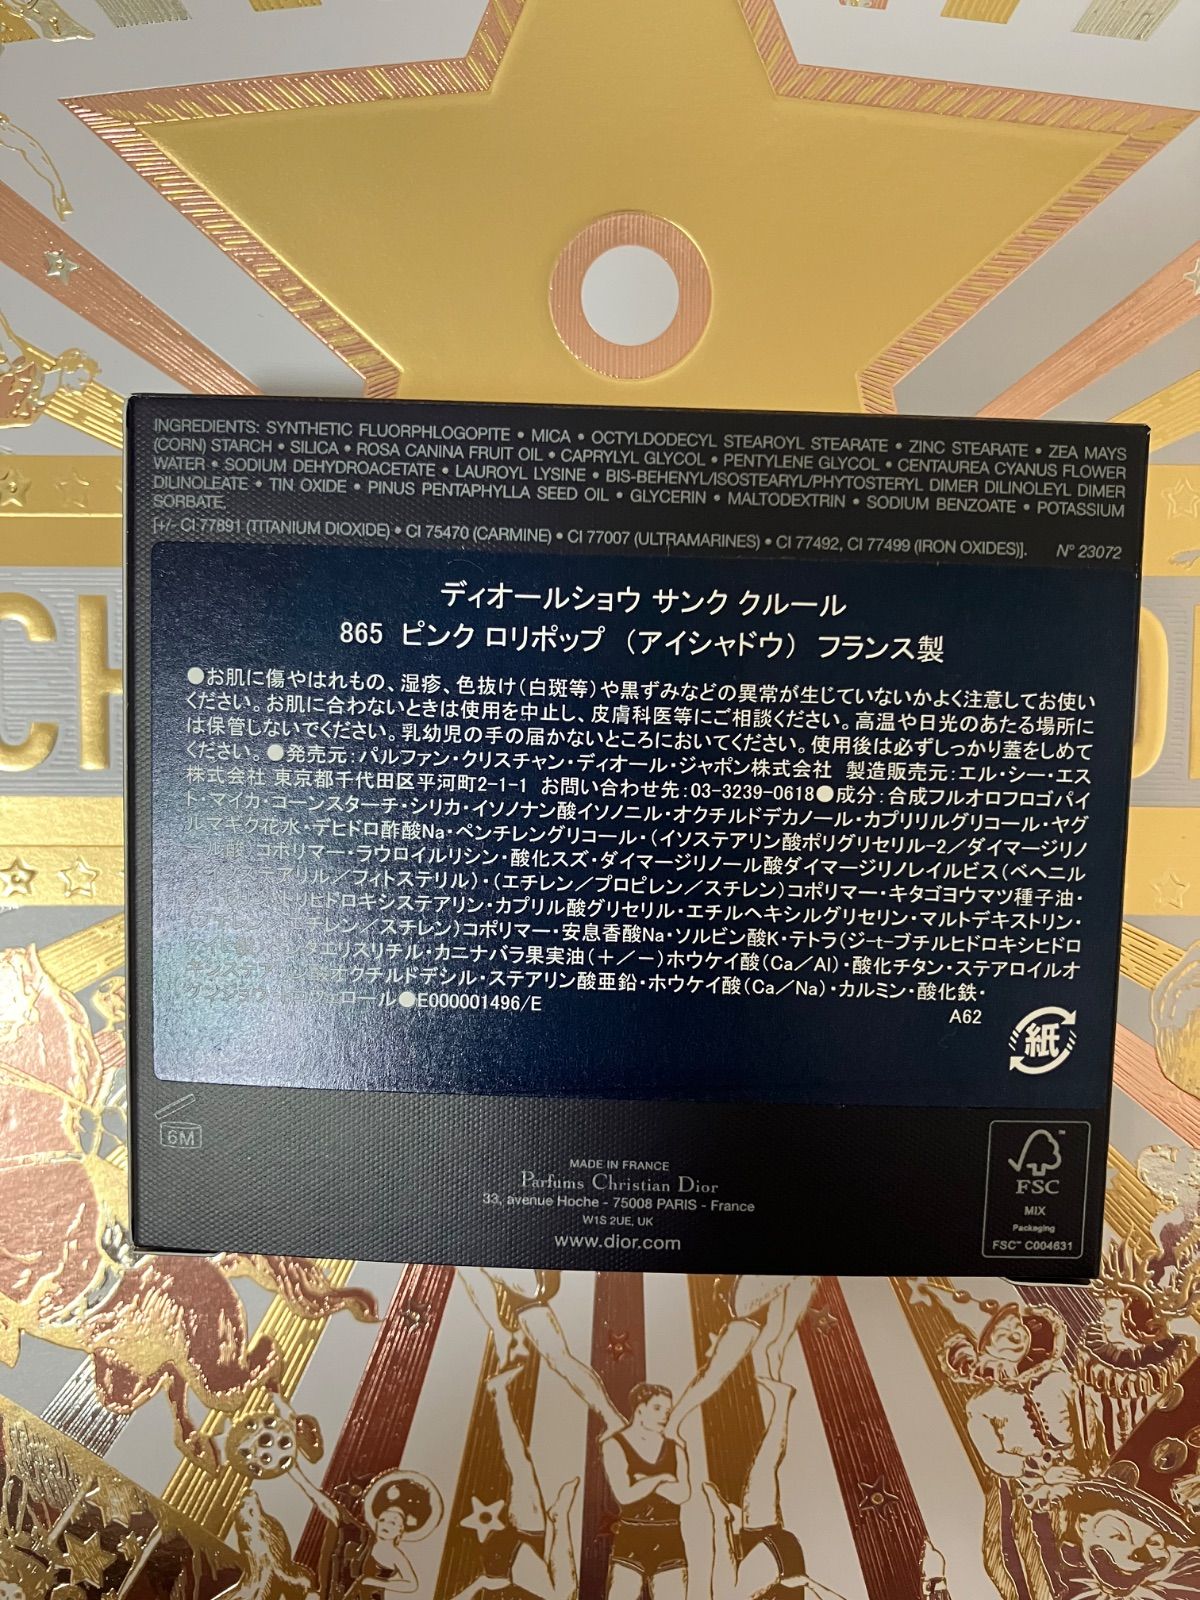 INGREDIENTS: SYNTHETIC FLUORPHLOGOPITE • MICA • OCTYLDODECYL STEAROYL STEARATE • ZINC STEARATE • ZEA MAYS
(CORN) STARCH • SILICA • ROSA CANINA FRUIT OIL • CAPRYLYL GLYCOL • PENTYLENE GLYCOL • CENTAUREA CYANUS FLOWER
WATER • SODIUM DEHYDROACETATE • LAUROYL LYSINE • BIS-BEHENYL/ISOSTEARYL/PHYTOSTERYL DIMER DILINOLEYL DIMER
DILINOLEATE • TIN OXIDE • PINUS PENTAPHYLLA SEED OIL • GLYCERIN • MALTODEXTRIN • SODIUM BENZOATE • POTASSIUM
SORBATE.
[+/- CI 77891 (TITANIUM DIOXIDE) • CI 75470 (CARMINE) • CI 77007 (ULTRAMARINES) • CI 77492, CI 77499 (IRON OXIDES)]. N° 23072
CH
ディオールショウ サンク クルール
865 ピンク ロリポップ (アイシャドウ) フランス製
●お肌に傷やはれもの、湿疹、色抜け(白斑等)や黒ずみなどの異常が生じていないかよく注意してお使い
ください。お肌に合わないときは使用を中止し、皮膚科医等にご相談ください。高温や日光のあたる場所に
は保管しないでください。乳幼児の手の届かないところにおいてください。使用後は必ずしっかり蓋をしめて
ください。●発売元:パルファン・クリスチャン・ディオール・ジャポン株式会社 製造販売元:エル・シー・エス
株式会社 東京都千代田区平河町2-1-1 お問い合わせ先:03-3239-0618●成分:合成フルオロフロゴパイ
ト・マイカ・コーンスターチ・シリカ・イソノナン酸イソノニル・オクチルドデカノール・カプリリルグリコール・ヤグ
ルマギク花水・デヒドロ酢酸Na・ペンチレングリコール・(イソステアリン酸ポリグリセリル-2/ダイマージリノ
ール酸)コポリマー・ラウロイルリシン・酸化スズ・ダイマージリノール酸ダイマージリノレイルビス(ベヘニル
アリル/フィトステリル)・(エチレン/プロピレン/スチレン)コポリマー・キタゴヨウマツ種子油・
トリヒドロキシステアリン・カプリル酸グリセリル・エチルヘキシルグリセリン・マルトデキストリン・
チレン/スチレン)コポリマー・安息香酸Na・ソルビン酸K・テトラ(ジ-t-ブチルヒドロキシヒドロ
タエリスリチル・カニナバラ果実油(+/-)ホウケイ酸(Ca/Al)・酸化チタン・ステアロイルオ
オクチルドデシル・ステアリン酸亜鉛・ホウケイ酸(Ca/Na)・カルミン・酸化鉄・
ロール●E000001496/E A62
紙
6M
MADE IN FRANCE
Parfums Christian Dior
33, avenue Hoche - 75008 PARIS - France
W1S 2UE, UK
www.dior.com
FSC™
MIX
Packaging
FSC™ C004631